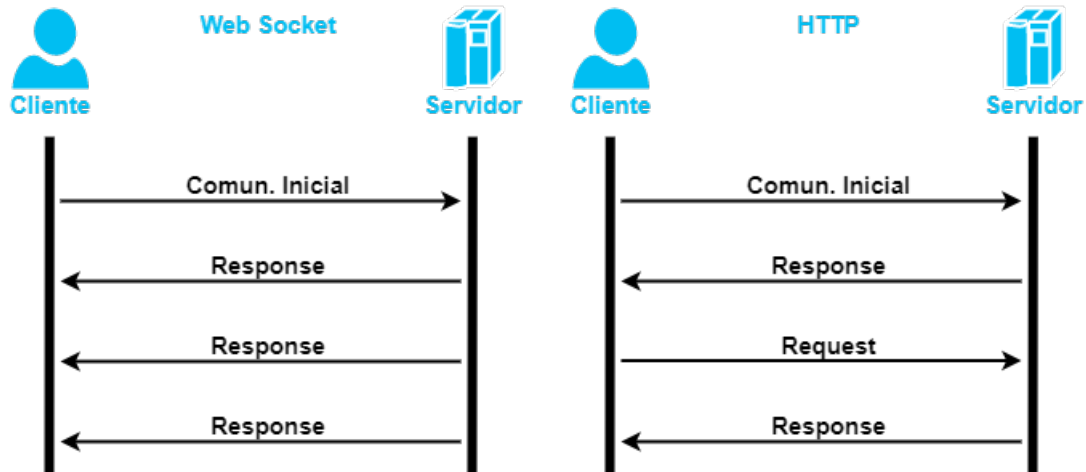 Web Socket
Cliente
Servidor
Comun. Inicial
Response
Response
Response
HTTP
Cliente
Servidor
Comun. Inicial
Response
Request
Response